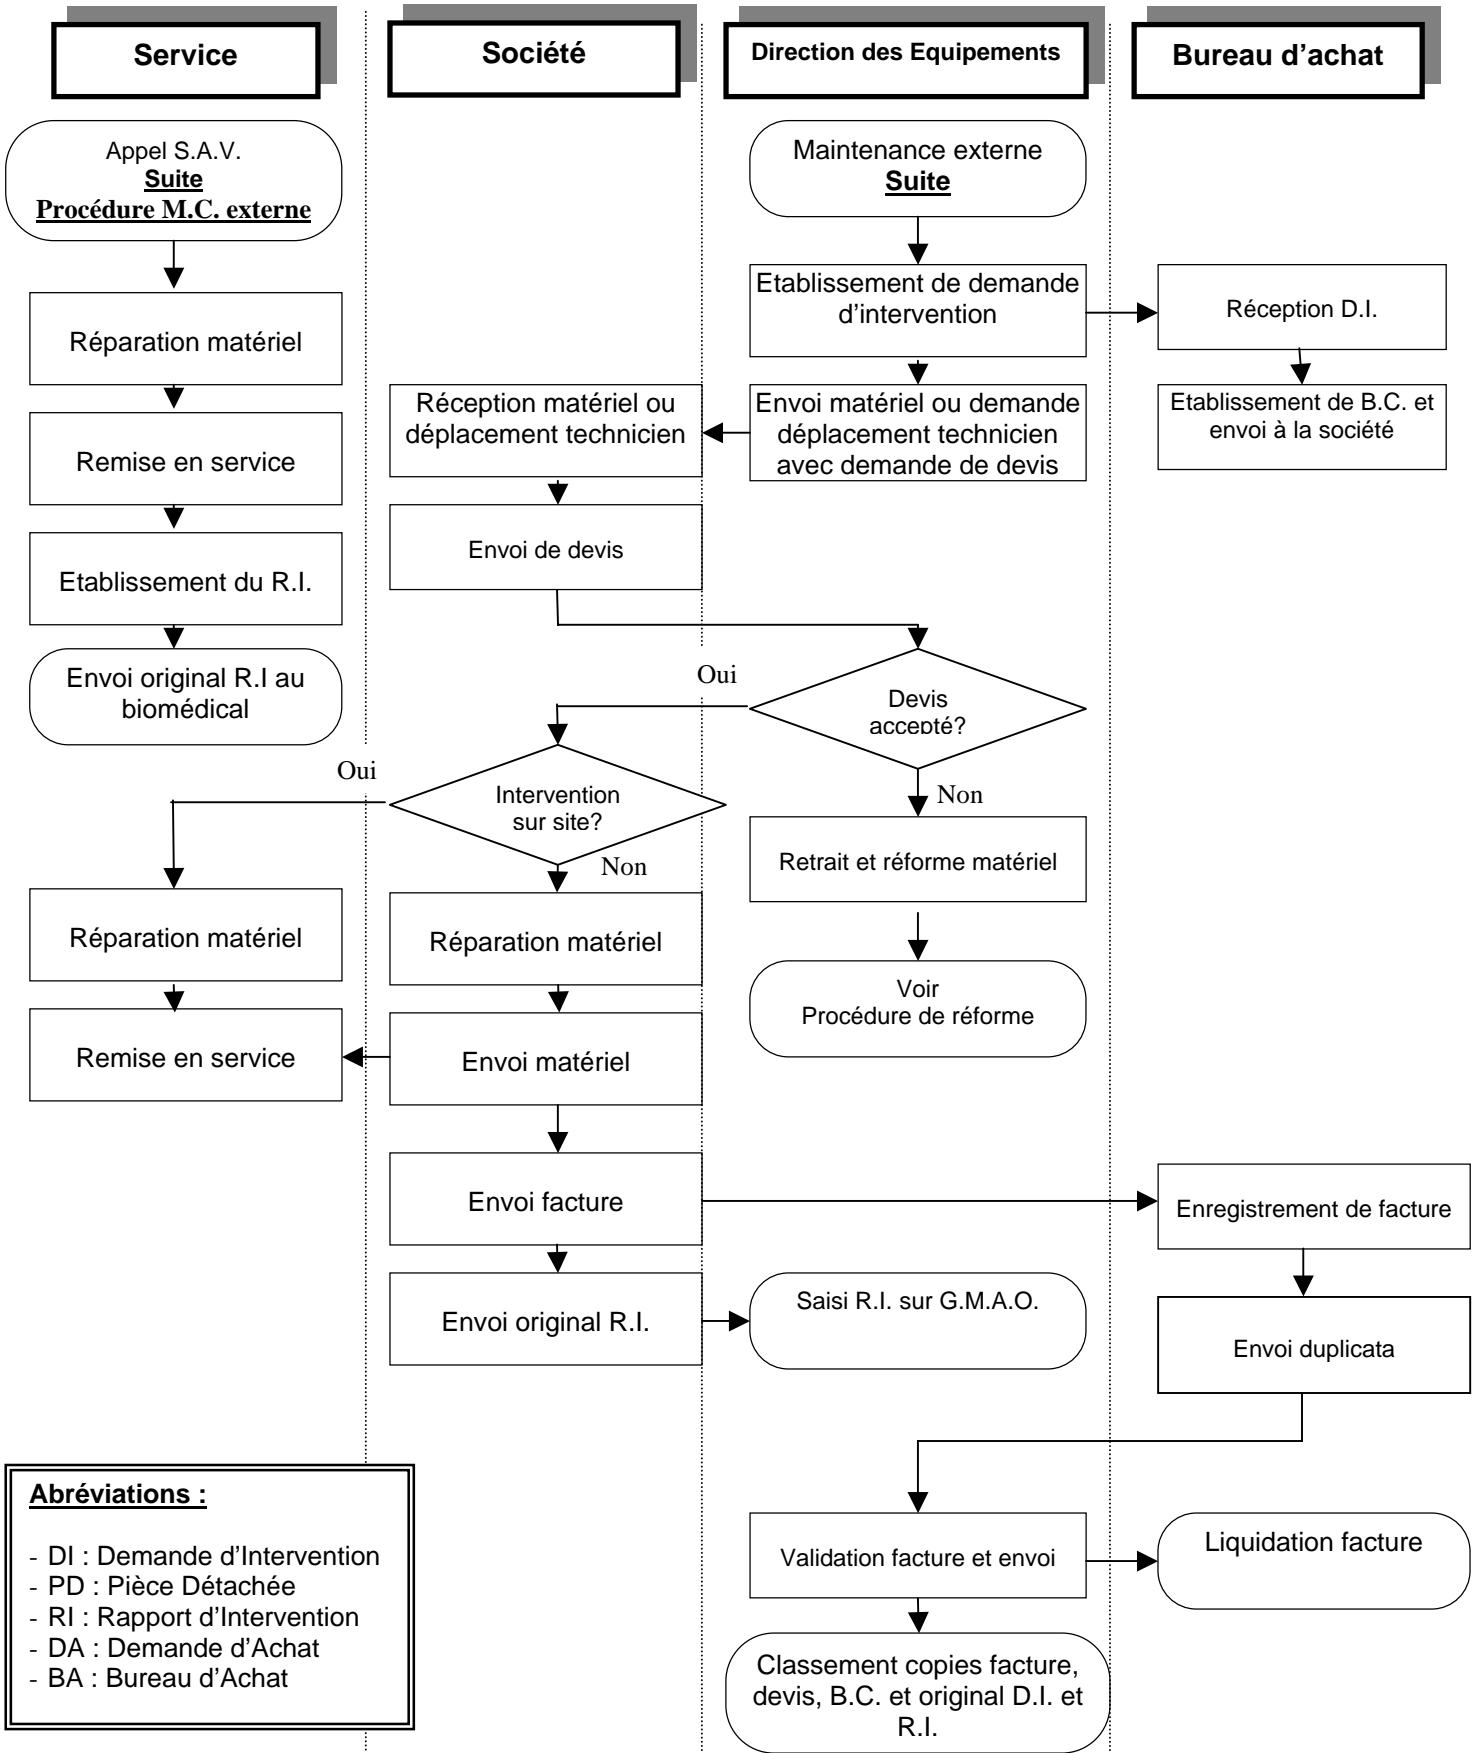 Service
Société
Direction des Equipements
Bureau d'achat
Appel S.A.V.
Suite
Procédure M.C. externe
Maintenance externe
Suite
Etablissement de demande
d'intervention
Réception D.I.
Réparation matériel
Réception matériel ou
déplacement technicien
Envoi matériel ou demande
déplacement technicien
avec demande de devis
Etablissement de B.C. et
envoi à la société
Remise en service
Envoi de devis
Etablissement du R.I.
Envoi original R.I au
biomédical
Oui
Devis
accepté?
Oui
Intervention
sur site?
Non
Non
Retrait et réforme matériel
Réparation matériel
Réparation matériel
Voir
Procédure de réforme
Remise en service
Envoi matériel
Envoi facture
Enregistrement de facture
Envoi original R.I.
Saisi R.I. sur G.M.A.O.
Envoi duplicata
Abréviations :
- DI : Demande d'Intervention
- PD : Pièce Détachée
- RI : Rapport d'Intervention
- DA : Demande d'Achat
- BA : Bureau d'Achat
Validation facture et envoi
Liquidation facture
Classement copies facture,
devis, B.C. et original D.I. et
R.I.